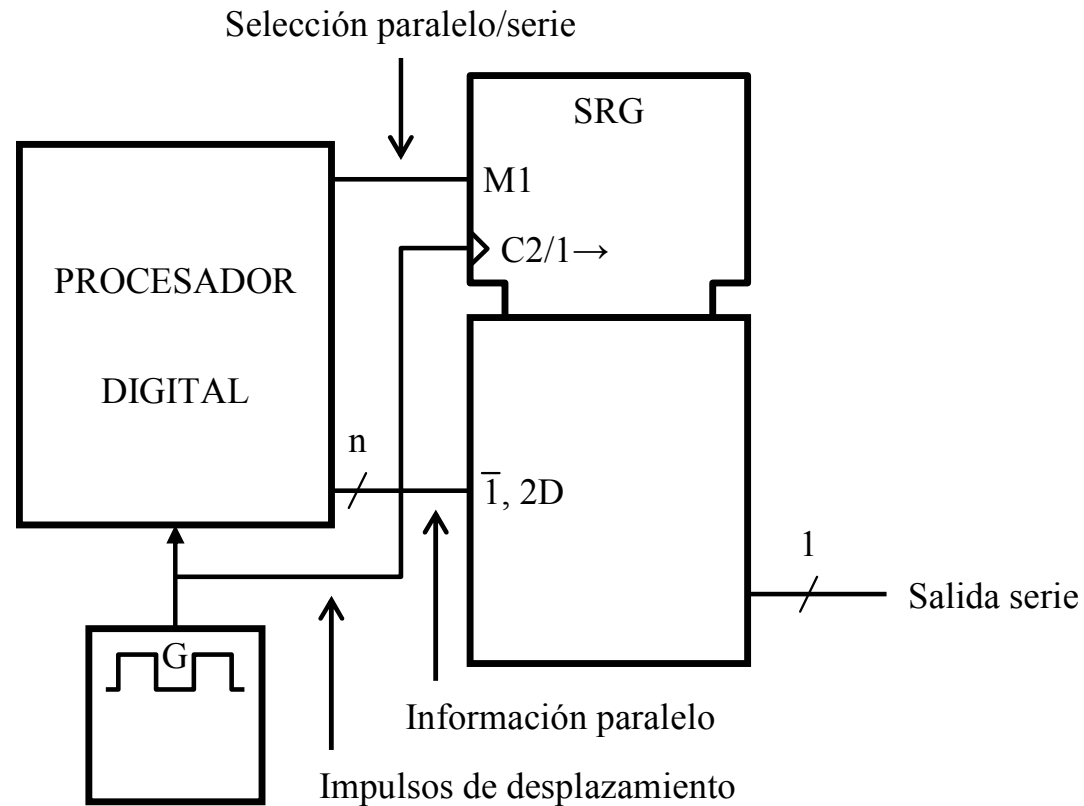 Selección paralelo/serie
SRG
M1
C2/1→
PROCESADOR
DIGITAL
n
1̅, 2D
1
Salida serie
G
Información paralelo
Impulsos de desplazamiento